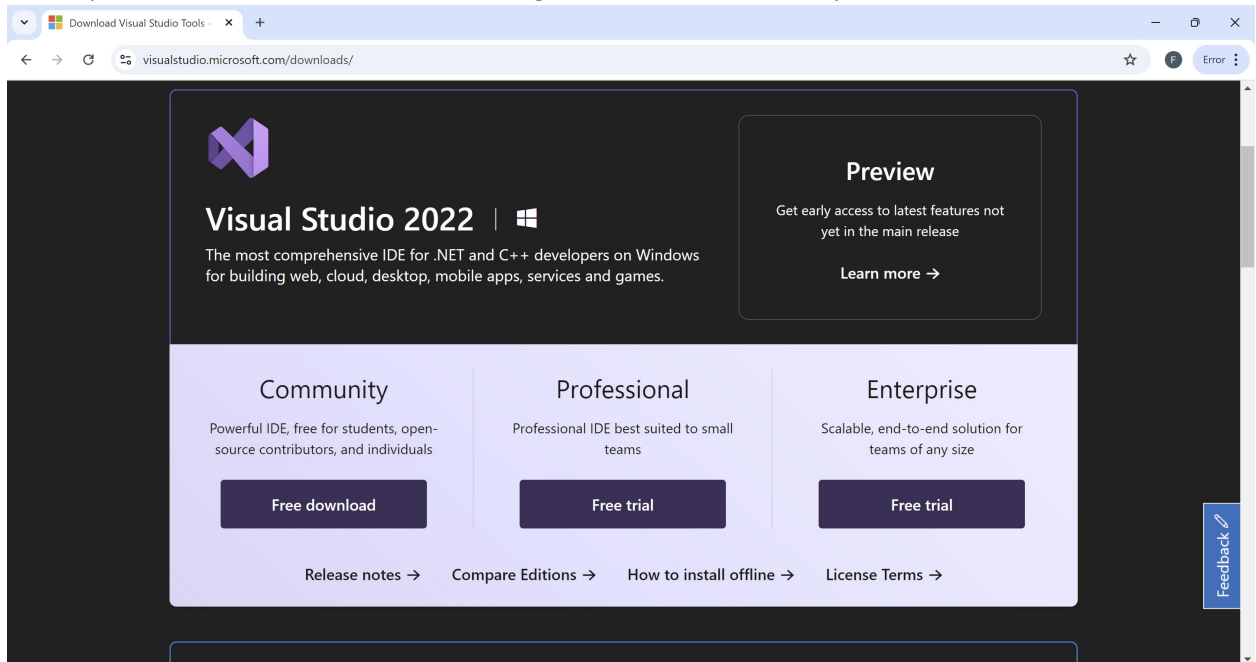 Download Visual Studio Tools -
visualstudio.microsoft.com/downloads/
F
Error
Visual Studio 2022
The most comprehensive IDE for .NET and C++ developers on Windows
for building web, cloud, desktop, mobile apps, services and games.
Preview
Get early access to latest features not
yet in the main release
Learn more →
Community
Powerful IDE, free for students, open-
source contributors, and individuals
Free download
Professional
Professional IDE best suited to small
teams
Free trial
Enterprise
Scalable, end-to-end solution for
teams of any size
Free trial
Release notes → Compare Editions → How to install offline → License Terms →
Feedback